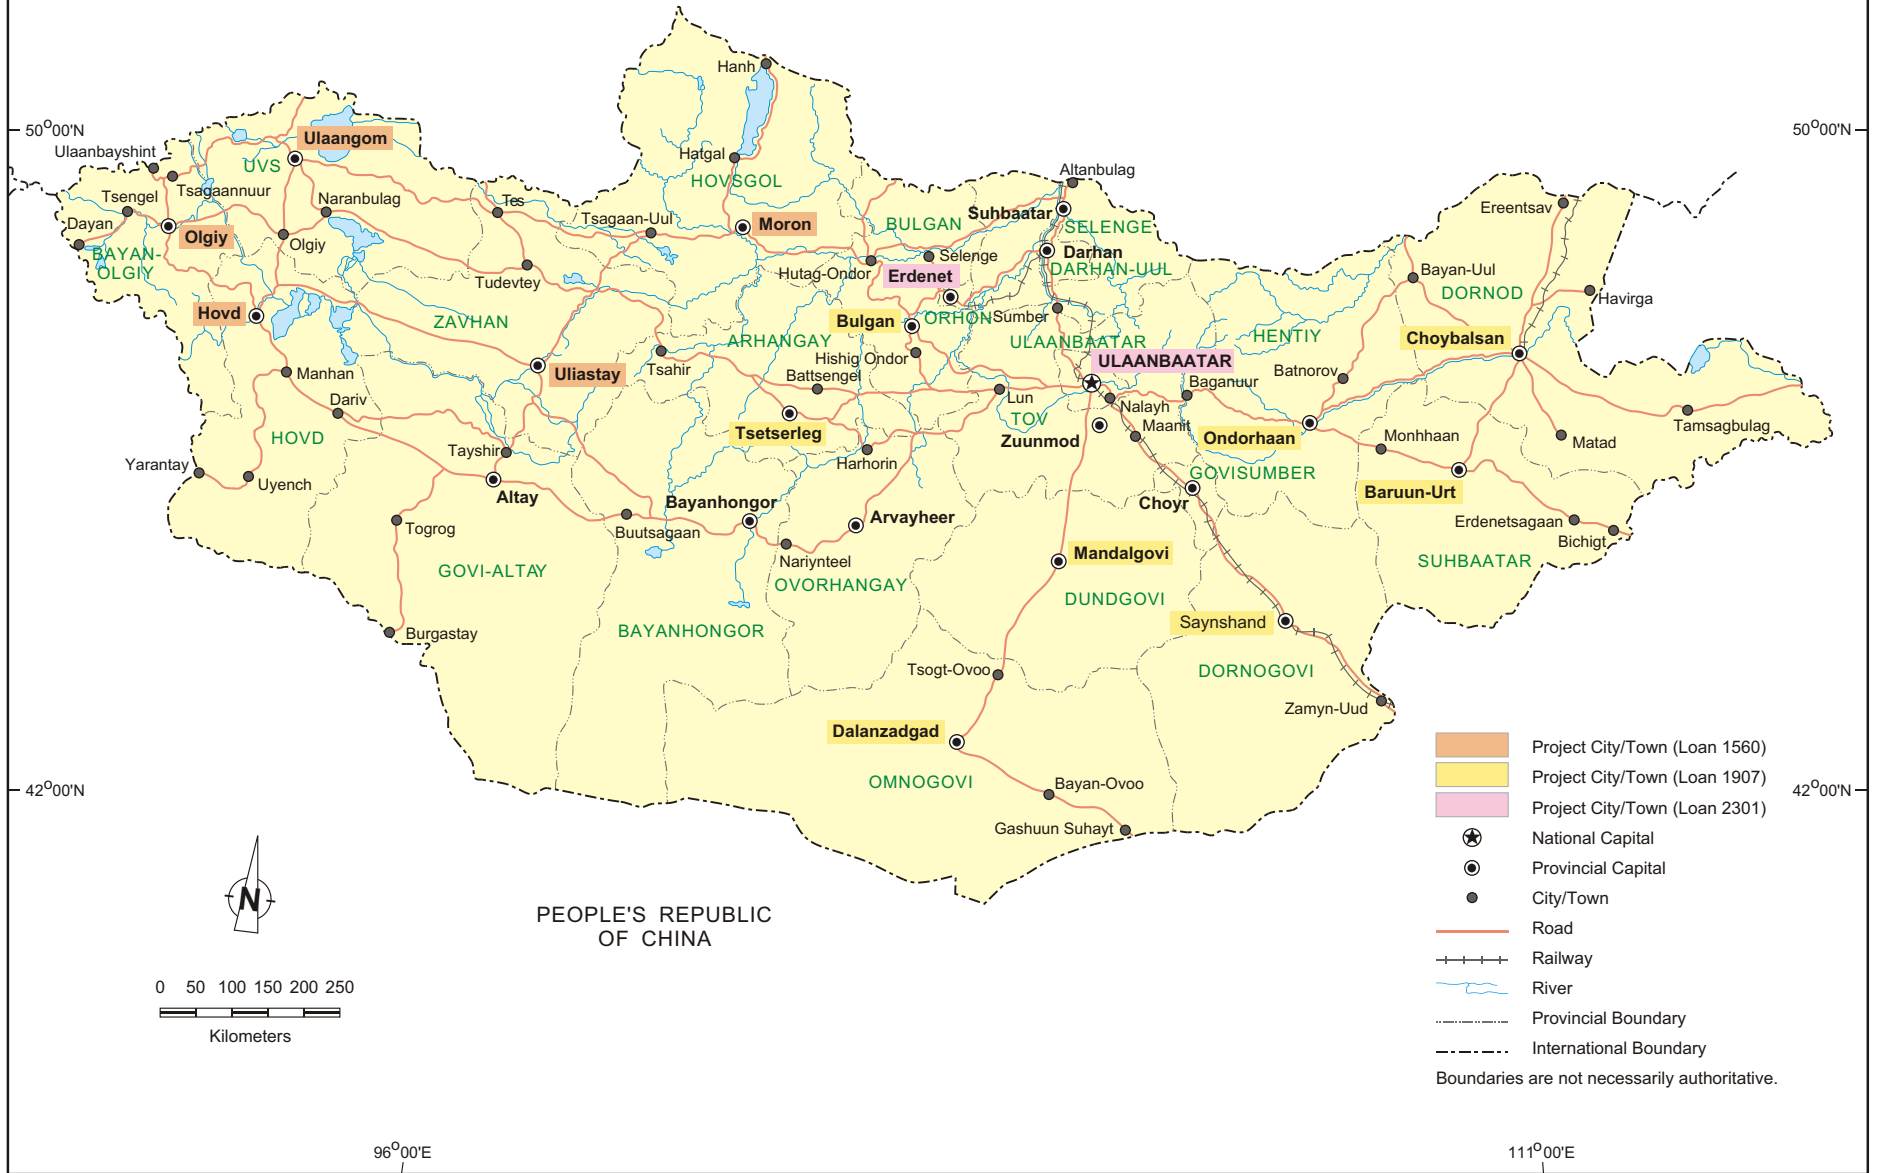 Hanh
50°00'N
50°00'N
Ulaangom
Ulaanbayshint
Hatgal
UVS
Altanbulag
HOVSGOL
Tsengel
Tsagaannuur
Naranbulag
Tes
Tsagaan-Uul
Suhbaatar
Ereentsav
Dayan
Moron
BULGAN
SELENGE
Olgiy
Olgiy
Darhan
BAYAN-
OLGIY
Selenge
Hutag-Ondor
DARHAN-UUL
Bayan-Uul
Erdenet
Tudevtey
DORNOD
Havirga
Hovd
Sumber
ORHON
Bulgan
ZAVHAN
HENTIY
ARHANGAY
ULAANBAATAR
Choybalsan
Hishig Ondor
ULAANBAATAR
Tsahir
Uliastay
Manhan
Battsengel
Baganuur
Batnorov
Dariv
Lun
Nalayh
TOV
Maanit
Tamsagbulag
HOVD
Tsetserleg
Zuunmod
Ondorhaan
Monhhaan
Matad
Tayshir
Harhorin
Yarantay
GOVISUMBER
Uyench
Altay
Bayanhongor
Choyr
Baruun-Urt
Arvayheer
Togrog
Buutsagaan
Erdenetsagaan
Bichigt
Mandalgovi
Nariynteel
SUHBAATAR
GOVI-ALTAY
OVORHANGAY
DUNDGOVI
Saynshand
BAYANHONGOR
Burgastay
Tsogt-Ovoo
DORNOGOVI
Zamyn-Uud
Dalanzadgad
OMNOGOVI
Bayan-Ovoo
42°00'N
42°00'N
Gashuun Suhayt
Project City/Town (Loan 1560)
Project City/Town (Loan 1907)
Project City/Town (Loan 2301)
National Capital
Provincial Capital
City/Town
Road
Railway
River
Provincial Boundary
International Boundary
Boundaries are not necessarily authoritative.
N
PEOPLE'S REPUBLIC
OF CHINA
0 50 100 150 200 250
Kilometers
96°00'E
111°00'E